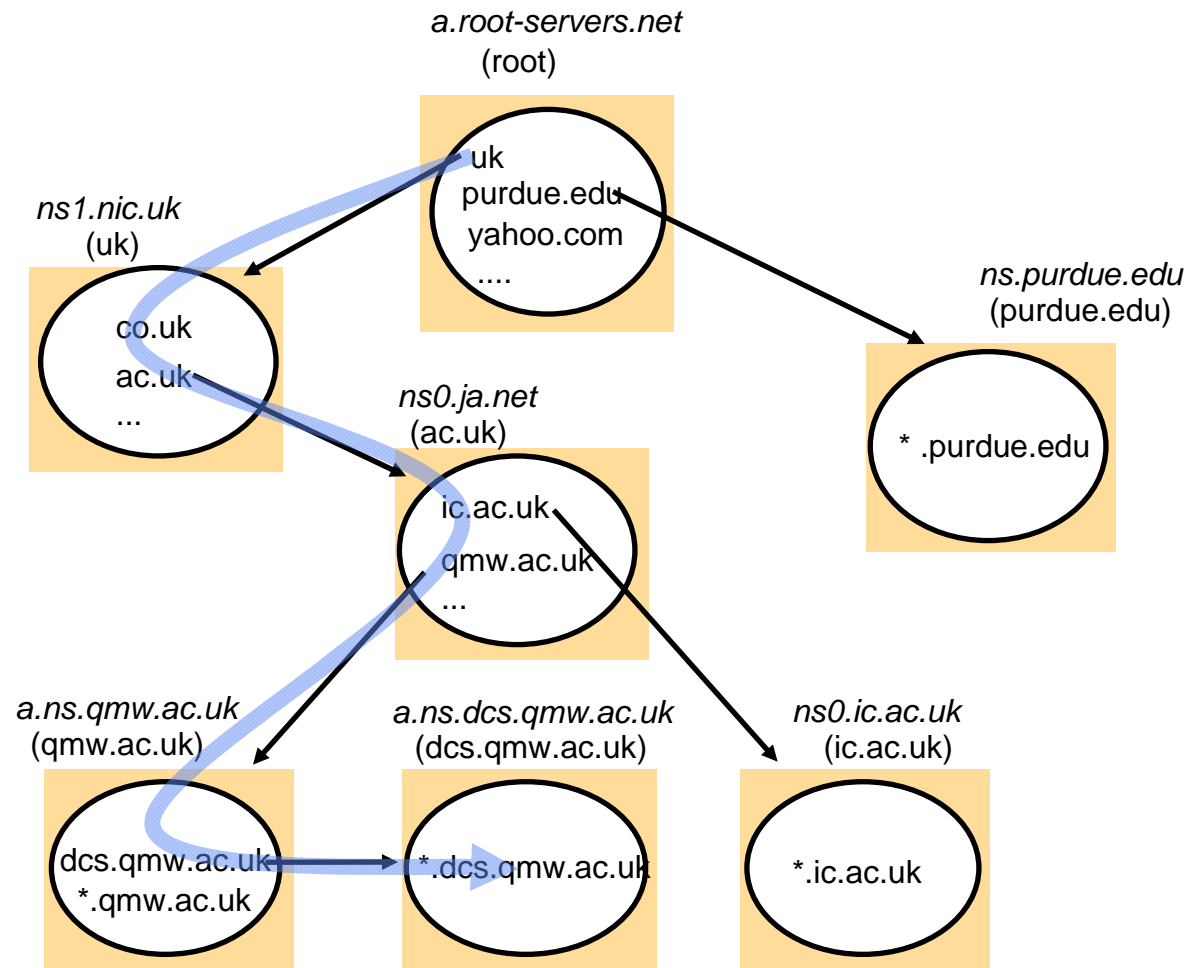 a.root-servers.net
(root)
uk
purdue.edu
yahoo.com
....
ns1.nic.uk
(uk)
co.uk
ac.uk
...
ns.purdue.edu
(purdue.edu)
* .purdue.edu
ns0.ja.net
(ac.uk)
ic.ac.uk
qmw.ac.uk
...
a.ns.qmw.ac.uk
(qmw.ac.uk)
dcs.qmw.ac.uk
*.qmw.ac.uk
a.ns.dcs.qmw.ac.uk
(dcs.qmw.ac.uk)
*.dcs.qmw.ac.uk
ns0.ic.ac.uk
(ic.ac.uk)
*.ic.ac.uk